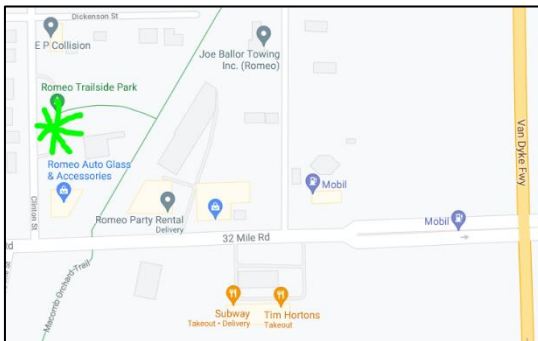 Dickenson St
E P Collision
Joe Ballor Towing
Inc. (Romeo)
Romeo Trailside Park
Van Dyke Fwy
Romeo Auto Glass
& Accessories
Mobil
Clinton St
Romeo Party Rental
Delivery
Mobil
32 Mile Rd
Macomb Orchard Trail
Subway
Takeout • Delivery
Tim Hortons
Takeout